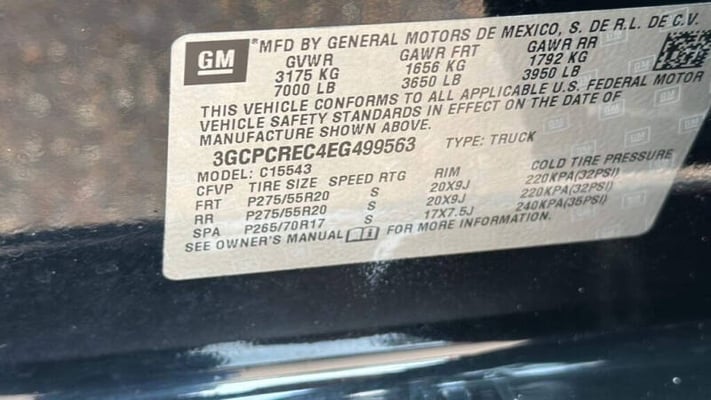 GM
*MFD BY GENERAL MOTORS DE MEXICO, S. DE R.L. DE C.V.
GVWR GAWR FRT GAWR RR
3175 KG 1656 KG 1792 KG
7000 LB 3650 LB 3950 LB
THIS VEHICLE CONFORMS TO ALL APPLICABLE U.S. FEDERAL MOTOR
VEHICLE SAFETY STANDARDS IN EFFECT ON THE DATE OF
MANUFACTURE SHOWN ABOVE.
3GCPCREC4EG499563 TYPE: TRUCK
MODEL: C15543
CFVP TIRE SIZE SPEED RTG RIM COLD TIRE PRESSURE
FRT P275/55R20 S 20X9J 220KPA(32PSI)
RR P275/55R20 S 20X9J 220KPA(32PSI)
SPA P265/70R17 S 17X7.5J 240KPA(35PSI)
SEE OWNER'S MANUAL FOR MORE INFORMATION.